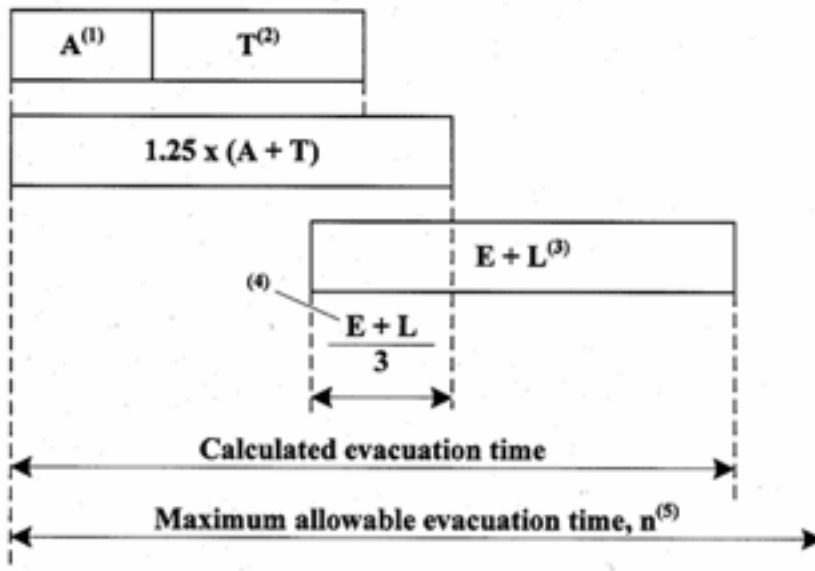 A(1) T(2)
1.25 x (A + T)
E + L(3)
(4)
E + L
3
Calculated evacuation time
Maximum allowable evacuation time, n(5)